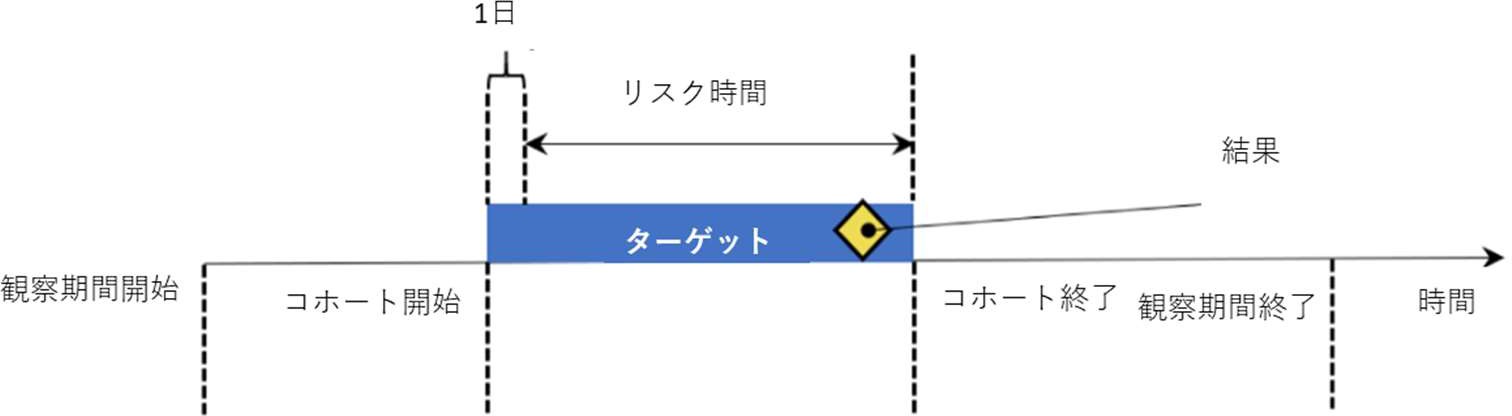 1日
リスク時間
結果
ターゲット
観察期間開始
コホート開始
コホート終了
観察期間終了
時間